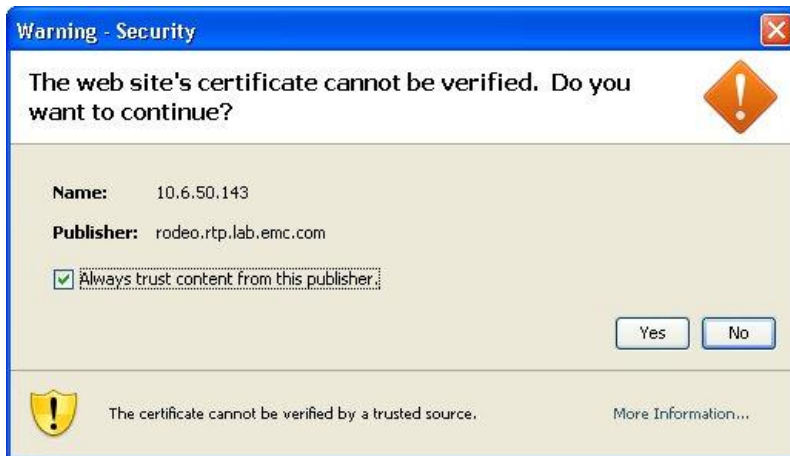 Warning - Security
The web site's certificate cannot be verified. Do you
want to continue?
Name: 10.6.50.143
Publisher: rodeo.rtp.lab.emc.com
Always trust content from this publisher.
Yes No
The certificate cannot be verified by a trusted source. More Information...